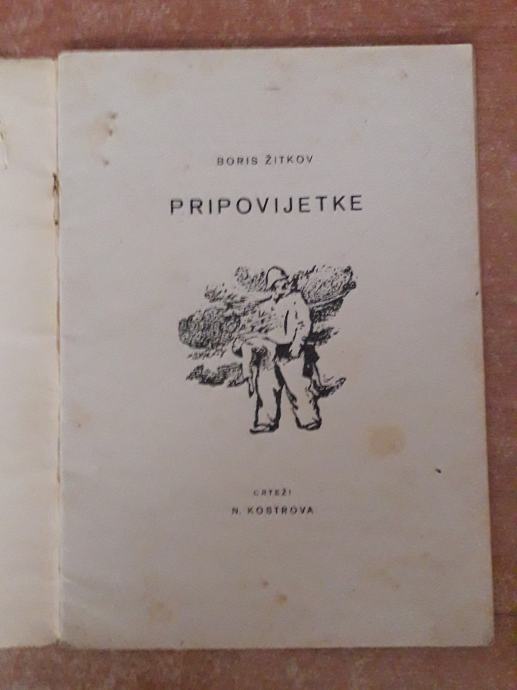 BORIS ŽITKOV
PRIPOVIJETKE
CRTEŽI
N. KOSTROVA